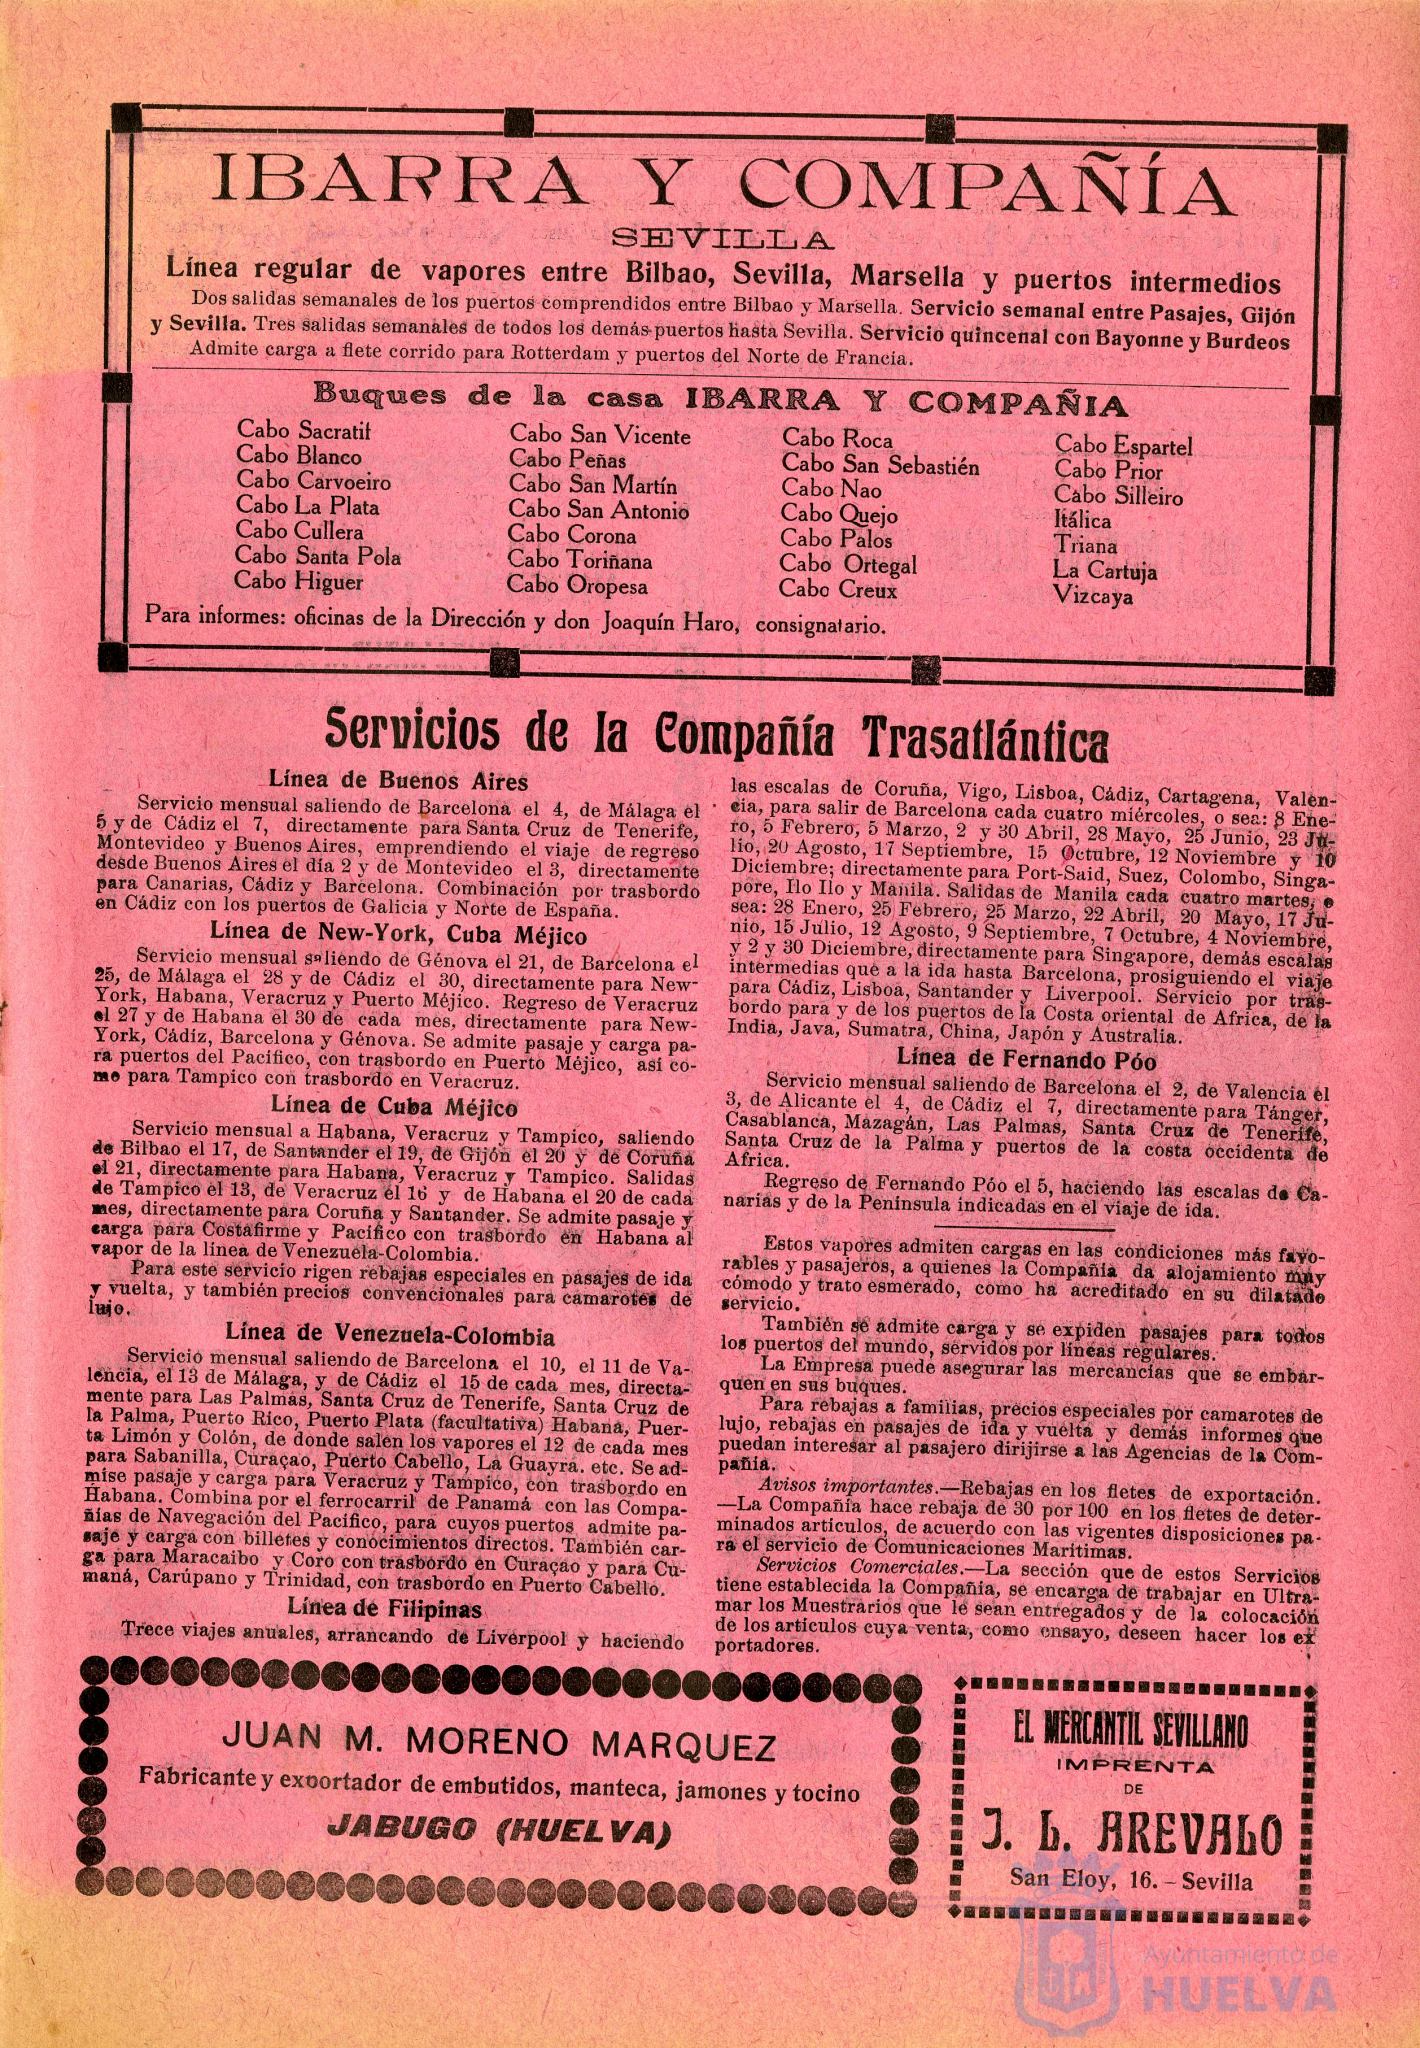 IBARRA Y COMPAÑÍA
SEVILLA
Línea regular de vapores entre Bilbao, Sevilla, Marsella y puertos intermedios
Dos salidas semanales de los puertos comprendidos entre Bilbao y Marsella. Servicio semanal entre Pasajes, Gijón
y Sevilla. Tres salidas semanales de todos los demás puertos hasta Sevilla. Servicio quincenal con Bayonne y Burdeos
Admite carga a flete corrido para Rotterdam y puertos del Norte de Francia.
Buques de la casa IBARRA Y COMPAÑIA
Cabo Sacratif
Cabo Blanco
Cabo Carvoeiro
Cabo La Plata
Cabo Cullera
Cabo Santa Pola
Cabo Higuer
Cabo San Vicente
Cabo Peñas
Cabo San Martín
Cabo San Antonio
Cabo Corona
Cabo Toriñana
Cabo Oropesa
Cabo Roca
Cabo San Sebastién
Cabo Nao
Cabo Quejo
Cabo Palos
Cabo Ortegal
Cabo Creux
Cabo Espartel
Cabo Prior
Cabo Silleiro
Itálica
Triana
La Cartuja
Vizcaya
Para informes: oficinas de la Dirección y don Joaquín Haro, consignatario.
Servicios de la Compañía Trasatlántica
Línea de Buenos Aires
Servicio mensual saliendo de Barcelona el 4, de Málaga el
5 y de Cádiz el 7, directamente para Santa Cruz de Tenerife,
Montevideo y Buenos Aires, emprendiendo el viaje de regreso
desde Buenos Aires el día 2 y de Montevideo el 3, directamente
para Canarias, Cádiz y Barcelona. Combinación por trasbordo
en Cádiz con los puertos de Galicia y Norte de España.
Línea de New-York, Cuba Méjico
Servicio mensual saliendo de Génova el 21, de Barcelona el
25, de Málaga el 28 y de Cádiz el 30, directamente para New-
York, Habana, Veracruz y Puerto Méjico. Regreso de Veracruz
el 27 y de Habana el 30 de cada mes, directamente para New-
York, Cádiz, Barcelona y Génova. Se admite pasaje y carga pa-
ra puertos del Pacífico, con trasbordo en Puerto Méjico, así co-
mo para Tampico con trasbordo en Veracruz.
Línea de Cuba Méjico
Servicio mensual a Habana, Veracruz y Tampico, saliendo
de Bilbao el 17, de Santander el 19, de Gijón el 20 y de Coruña
el 21, directamente para Habana, Veracruz y Tampico. Salidas
de Tampico el 13, de Veracruz el 16 y de Habana el 20 de cada
mes, directamente para Coruña y Santander. Se admite pasaje y
carga para Costafirme y Pacífico con trasbordo en Habana al
vapor de la línea de Venezuela-Colombia.
Para este servicio rigen rebajas especiales en pasajes de ida
y vuelta, y también precios convencionales para camarotes de
lujo.
Línea de Venezuela-Colombia
Servicio mensual saliendo de Barcelona el 10, el 11 de Va-
lencia, el 13 de Málaga, y de Cádiz el 15 de cada mes, directa-
mente para Las Palmas, Santa Cruz de Tenerife, Santa Cruz de
la Palma, Puerto Rico, Puerto Plata (facultativa) Habana, Puer-
ta Limón y Colón, de donde salen los vapores el 12 de cada mes
para Sabanilla, Curaçao, Puerto Cabello, La Guayra. etc. Se ad-
mise pasaje y carga para Veracruz y Tampico, con trasbordo en
Habana. Combina por el ferrocarril de Panamá con las Compa-
ñías de Navegación del Pacífico, para cuyos puertos admite pa-
saje y carga con billetes y conocimientos directos. También car-
ga para Maracaibo y Coro con trasbordo en Curaçao y para Cu-
maná, Carúpano y Trinidad, con trasbordo en Puerto Cabello.
Línea de Filipinas
Trece viajes anuales, arrancando de Liverpool y haciendo
las escalas de Coruña, Vigo, Lisboa, Cádiz, Cartagena, Valen-
cia, para salir de Barcelona cada cuatro miércoles, o sea: 8 Ene-
ro, 5 Febrero, 5 Marzo, 2 y 30 Abril, 28 Mayo, 25 Junio, 23 Ju-
lio, 20 Agosto, 17 Septiembre, 15 Octubre, 12 Noviembre y 10
Diciembre; directamente para Port-Said, Suez, Colombo, Singa-
pore, Ilo Ilo y Manila. Salidas de Manila cada cuatro martes, o
sea: 28 Enero, 25 Febrero, 25 Marzo, 22 Abril, 20 Mayo, 17 Ju-
nio, 15 Julio, 12 Agosto, 9 Septiembre, 7 Octubre, 4 Noviembre,
y 2 y 30 Diciembre, directamente para Singapore, demás escalas
intermedias que a la ida hasta Barcelona, prosiguiendo el viaje
para Cádiz, Lisboa, Santander y Liverpool. Servicio por tras-
bordo para y de los puertos de la Costa oriental de Africa, de la
India, Java, Sumatra, China, Japón y Australia.
Línea de Fernando Póo
Servicio mensual saliendo de Barcelona el 2, de Valencia el
3, de Alicante el 4, de Cádiz el 7, directamente para Tánger,
Casablanca, Mazagán, Las Palmas, Santa Cruz de Tenerife,
Santa Cruz de la Palma y puertos de la costa occidenta de
Africa.
Regreso de Fernando Póo el 5, haciendo las escalas de Ca-
narias y de la Península indicadas en el viaje de ida.
Estos vapores admiten cargas en las condiciones más favo-
rables y pasajeros, a quienes la Compañía da alojamiento muy
cómodo y trato esmerado, como ha acreditado en su dilatado
servicio.
También se admite carga y se expiden pasajes para todos
los puertos del mundo, servidos por líneas regulares.
La Empresa puede asegurar las mercancías que se embar-
quen en sus buques.
Para rebajas a familias, precios especiales por camarotes de
lujo, rebajas en pasajes de ida y vuelta y demás informes que
puedan interesar al pasajero dirijirse a las Agencias de la Com-
pañía.
Avisos importantes.—Rebajas en los fletes de exportación.
—La Compañía hace rebaja de 30 por 100 en los fletes de deter-
minados articulos, de acuerdo con las vigentes disposiciones pa-
ra el servicio de Comunicaciones Marítimas.
Servicios Comerciales.—La sección que de estos Servicios
tiene establecida la Compañía, se encarga de trabajar en Ultra-
mar los Muestrarios que le sean entregados y de la colocación
de los articulos cuya venta, como ensayo, deseen hacer los ex
portadores.
JUAN M. MORENO MARQUEZ
Fabricante y exportador de embutidos, manteca, jamones y tocino
JABUGO (HUELVA)
EL MERCANTIL SEVILLANO
IMPRENTA
DE
J. L. AREVALO
San Eloy, 16. - Sevilla
Ayuntamiento de
HUELVA